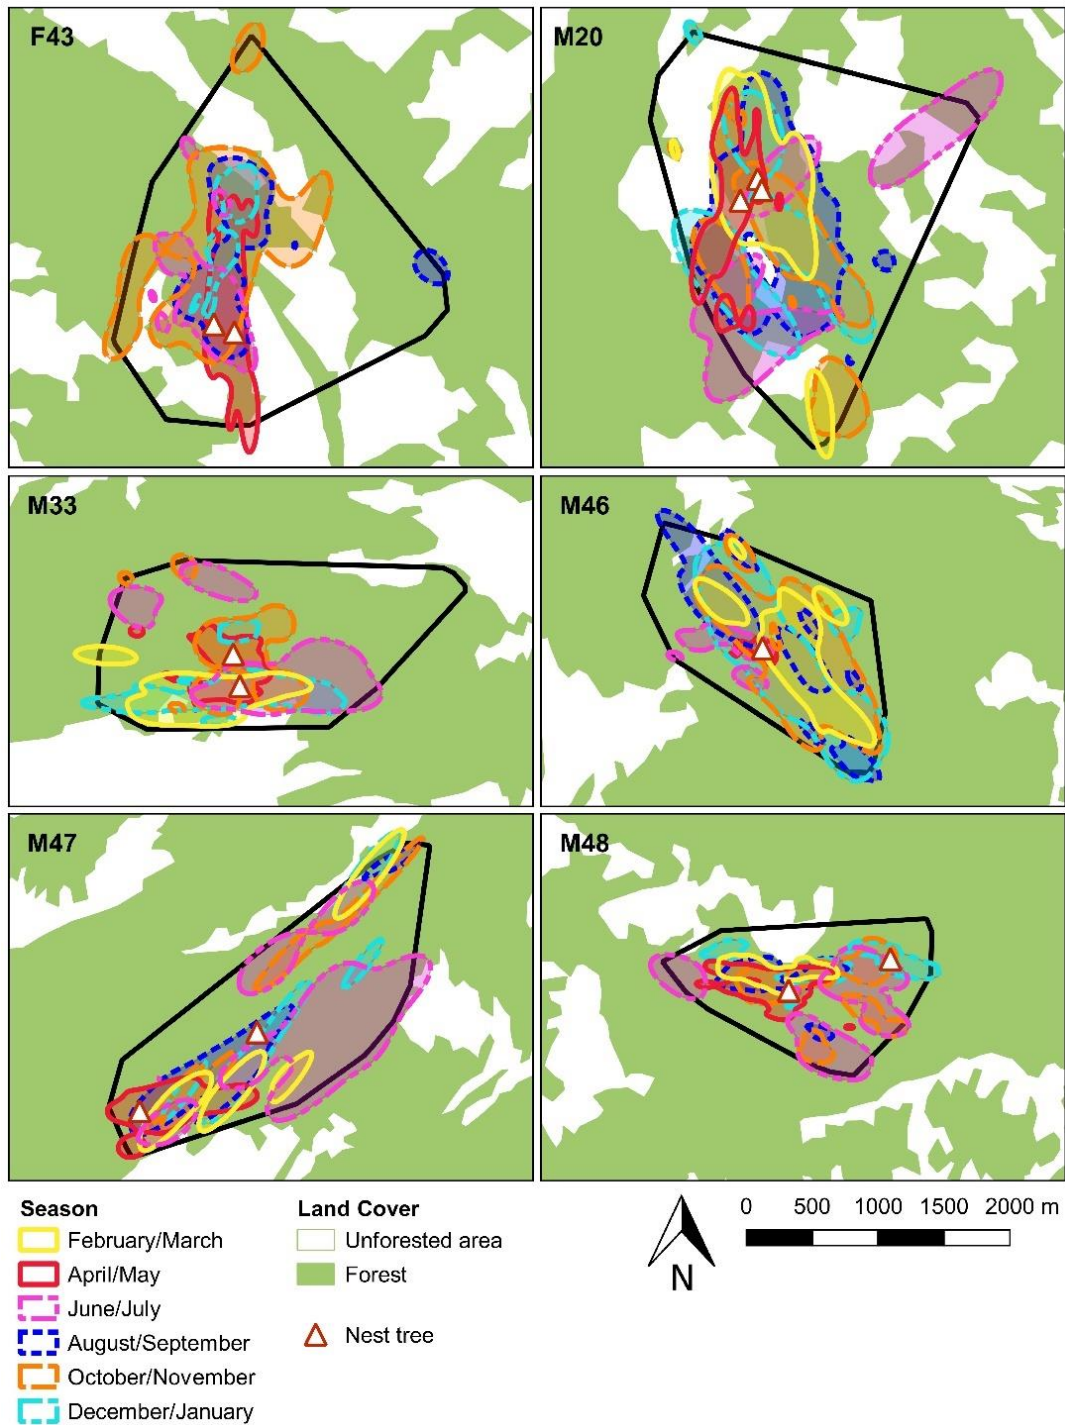 F43
M20
M33
M46
M47
M48
Season
February/March
April/May
June/July
August/September
October/November
December/January
Land Cover
Unforested area
Forest
Nest tree
N
0 500 1000 1500 2000 m